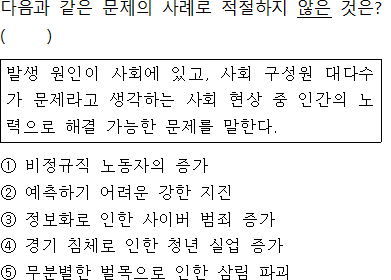 다음과 같은 문제의 사례로 적절하지 않은 것은?
(    )
발생 원인이 사회에 있고, 사회 구성원 대다수
가 문제라고 생각하는 사회 현상 중 인간의 노
력으로 해결 가능한 문제를 말한다.
① 비정규직 노동자의 증가
② 예측하기 어려운 강한 지진
③ 정보화로 인한 사이버 범죄 증가
④ 경기 침체로 인한 청년 실업 증가
⑤ 무분별한 벌목으로 인한 삼림 파괴